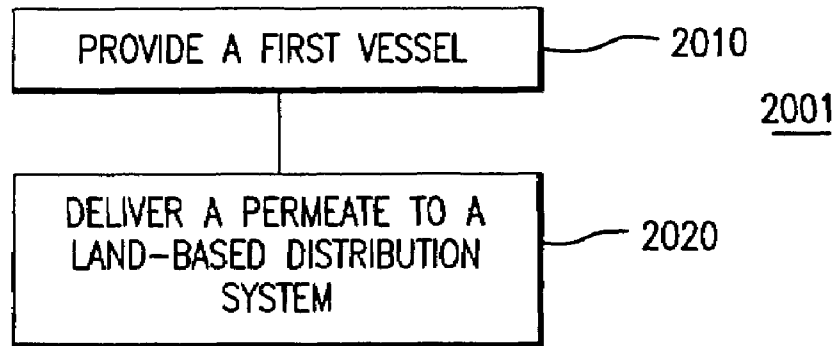 PROVIDE A FIRST VESSEL
2010
2001
DELIVER A PERMEATE TO A
LAND-BASED DISTRIBUTION
SYSTEM
2020